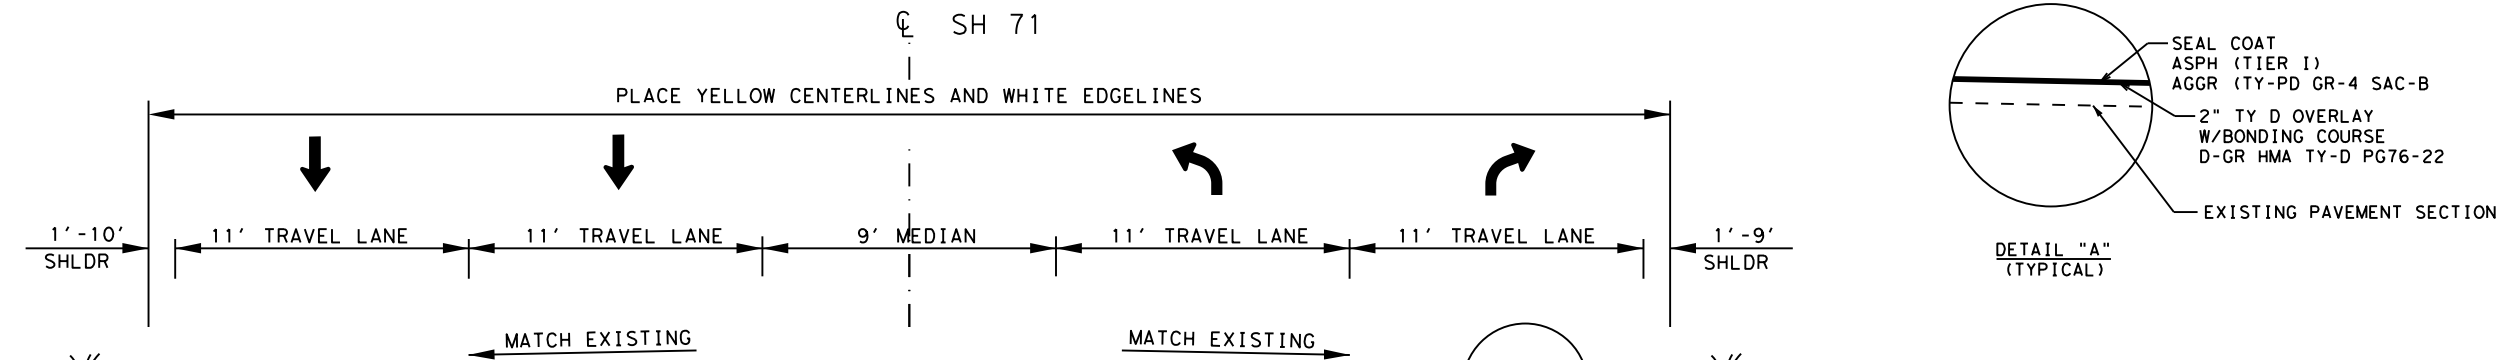 ℄ SH 71
PLACE YELLOW CENTERLINES AND WHITE EDGELINES
1'-10'
SHLDR
11' TRAVEL LANE
11' TRAVEL LANE
9' MEDIAN
11' TRAVEL LANE
11' TRAVEL LANE
1'-9'
SHLDR
MATCH EXISTING
MATCH EXISTING
SEAL COAT
ASPH (TIER I)
AGGR (TY-PD GR-4 SAC-B
2" TY D OVERLAY
W/BONDING COURSE
D-GR HMA TY-D PG76-22
EXISTING PAVEMENT SECTION
DETAIL "A"
(TYPICAL)